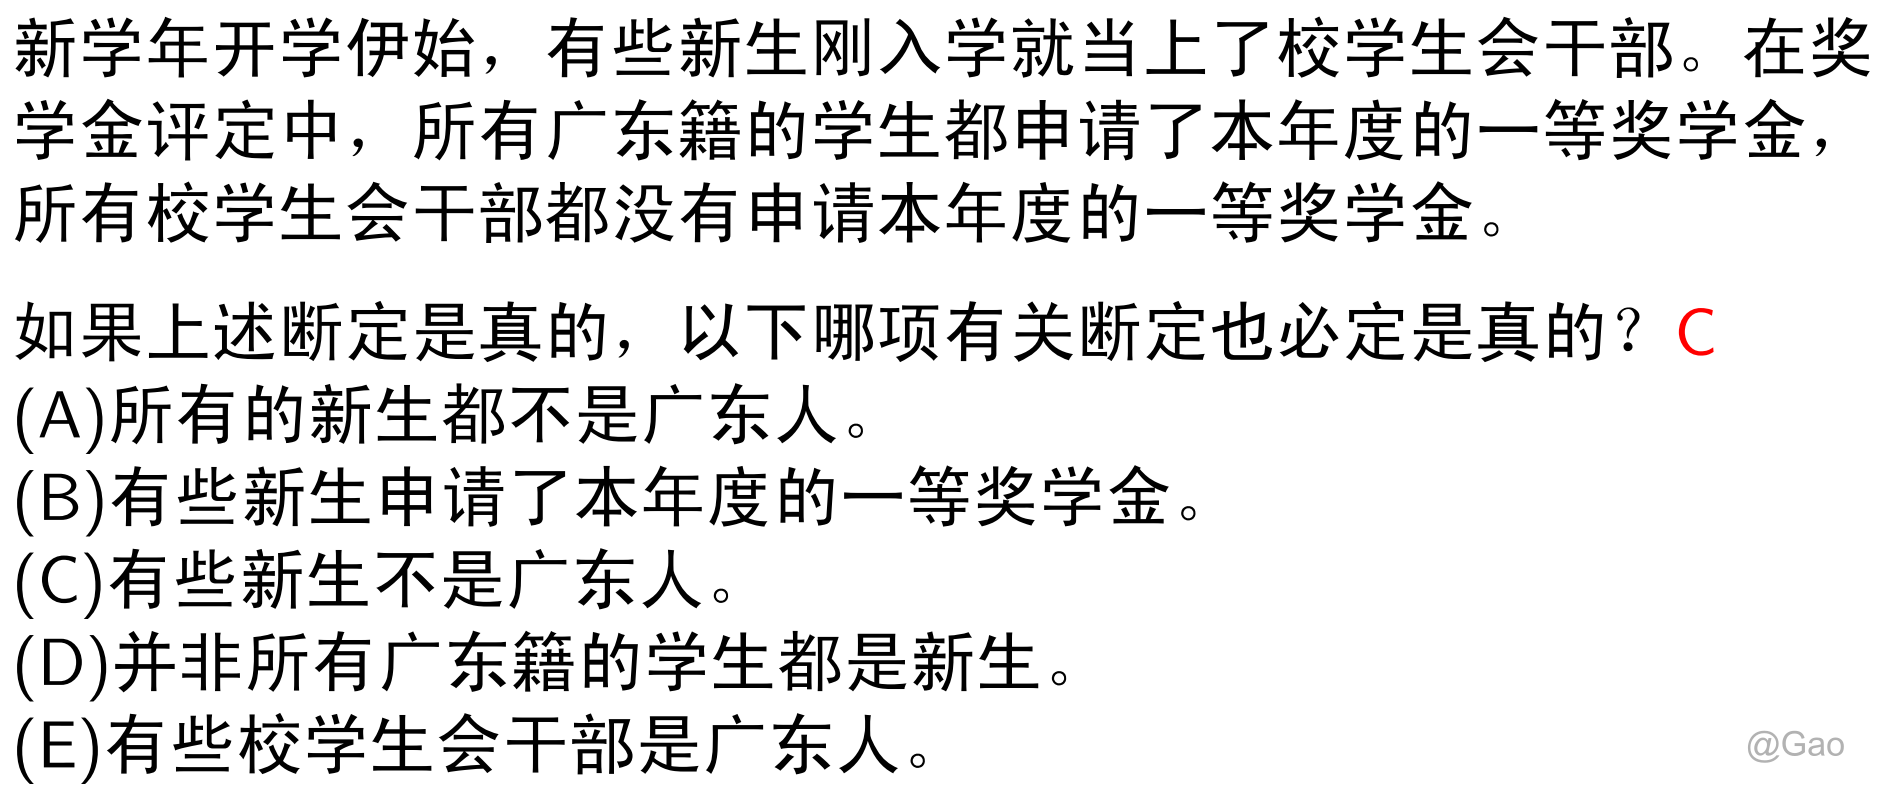 新学年开学伊始，有些新生刚入学就当上了校学生会干部。在奖
学金评定中，所有广东籍的学生都申请了本年度的一等奖学金，
所有校学生会干部都没有申请本年度的一等奖学金。
如果上述断定是真的，以下哪项有关断定也必定是真的？C
(A)所有的新生都不是广东人。
(B)有些新生申请了本年度的一等奖学金。
(C)有些新生不是广东人。
(D)并非所有广东籍的学生都是新生。
(E)有些校学生会干部是广东人。
@Gao